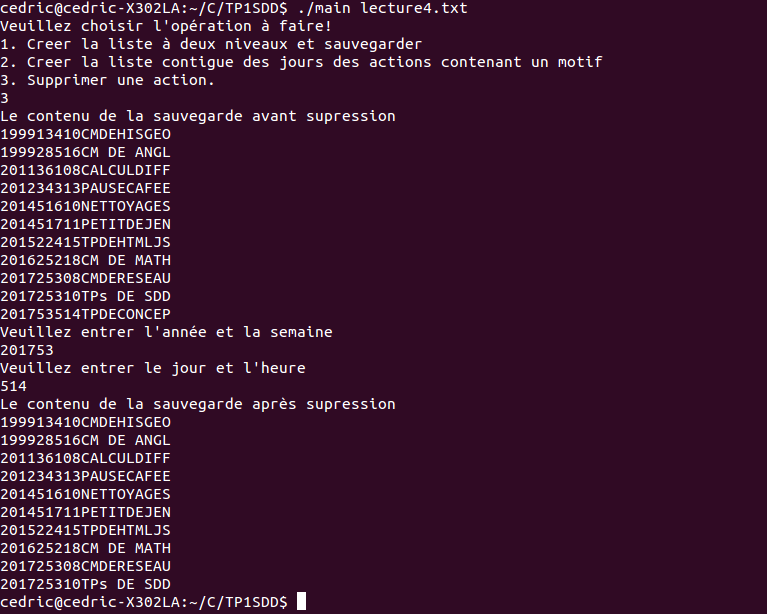 cedric@cedric-X302LA:~/C/TP1SDD$ ./main lecture4.txt
Veuillez choisir l'opération à faire!
1. Creer la liste à deux niveaux et sauvegarder
2. Creer la liste contigue des jours des actions contenant un motif
3. Supprimer une action.
3
Le contenu de la sauvegarde avant supression
199913410CMDEHISGEO
199928516CM DE ANGL
201136108CALCULDIFF
201234313PAUSECAFEE
201451610NETTOYAGES
201451711PETITDEJEN
201522415TPDEHTMLJS
201625218CM DE MATH
201725308CMDERESEAU
201725310TPs DE SDD
201753514TPDECONCEP
Veuillez entrer l'année et la semaine
201753
Veuillez entrer le jour et l'heure
514
Le contenu de la sauvegarde après supression
199913410CMDEHISGEO
199928516CM DE ANGL
201136108CALCULDIFF
201234313PAUSECAFEE
201451610NETTOYAGES
201451711PETITDEJEN
201522415TPDEHTMLJS
201625218CM DE MATH
201725308CMDERESEAU
201725310TPs DE SDD
cedric@cedric-X302LA:~/C/TP1SDD$